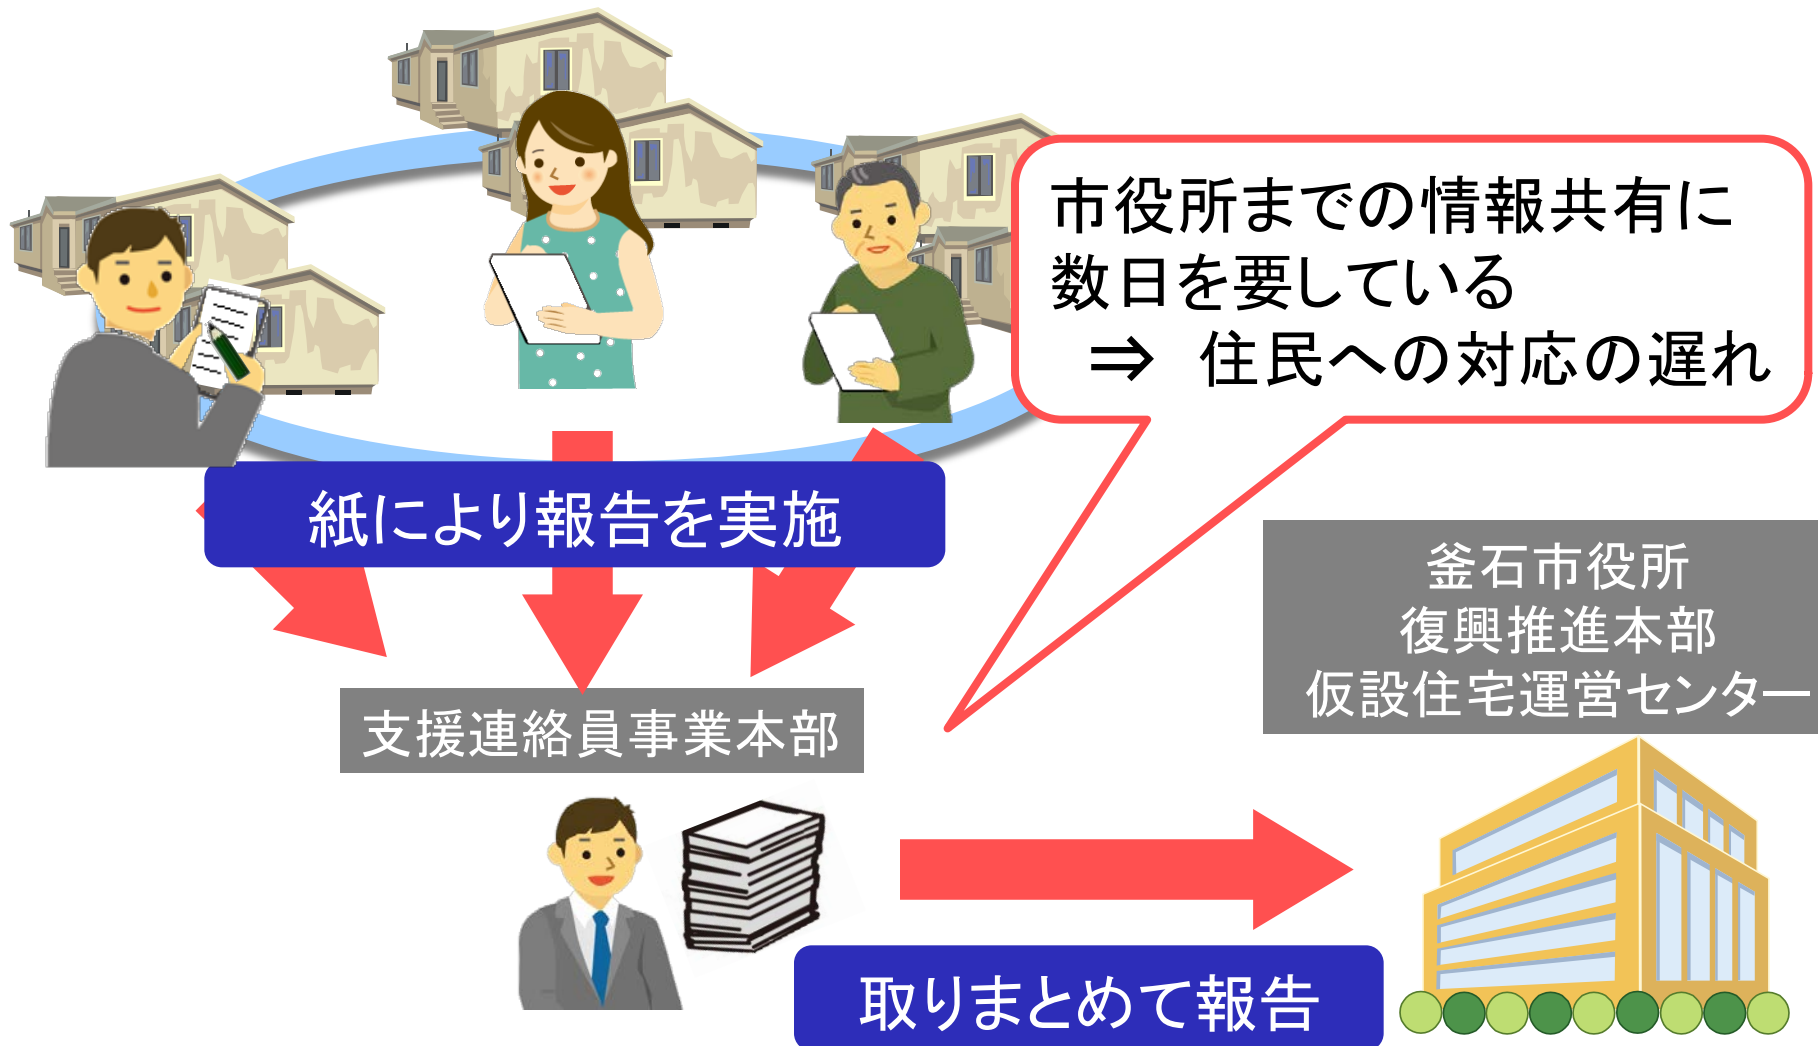 市役所までの情報共有に
数日を要している
⇒ 住民への対応の遅れ
紙により報告を実施
釜石市役所
復興推進本部
仮設住宅運営センター
支援連絡員事業本部
取りまとめて報告